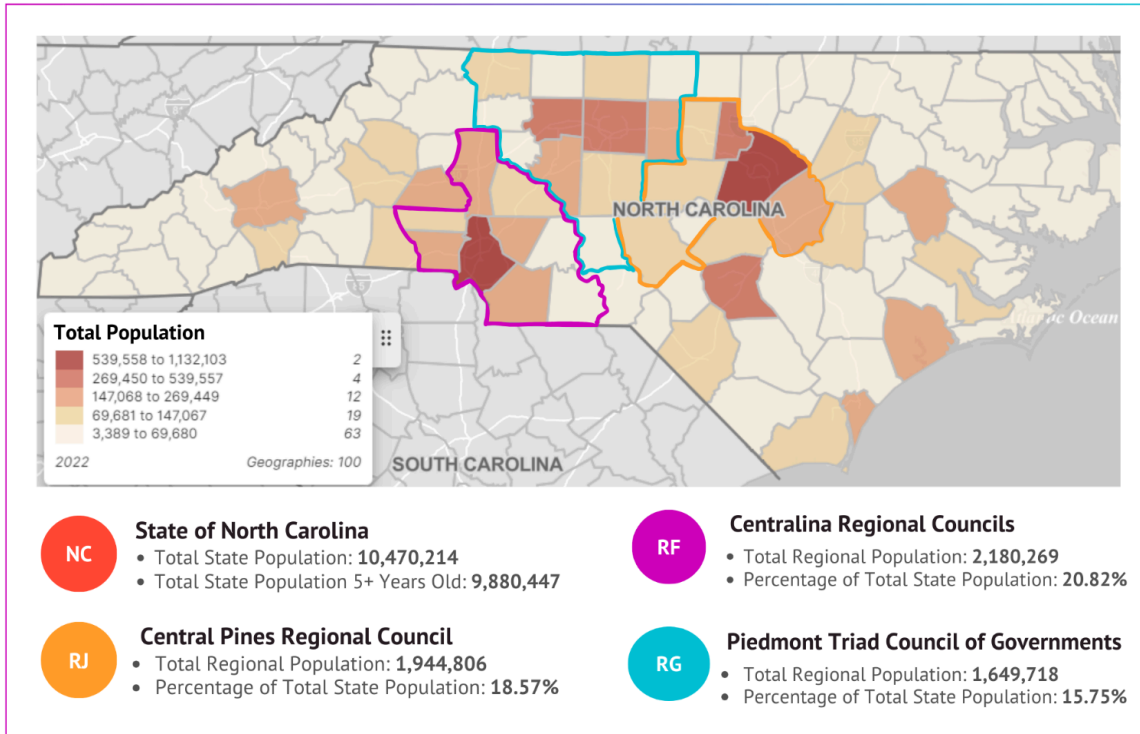 NORTH CAROLINA
Total Population
539,558 to 1,132,103 2
269,450 to 539,557 4
147,068 to 269,449 12
69,681 to 147,067 19
3,389 to 69,680 63
2022 Geographies: 100
SOUTH CAROLINA
Ocean
NC
State of North Carolina
• Total State Population: 10,470,214
• Total State Population 5+ Years Old: 9,880,447
RF
Centralina Regional Councils
• Total Regional Population: 2,180,269
• Percentage of Total State Population: 20.82%
RJ
Central Pines Regional Council
• Total Regional Population: 1,944,806
• Percentage of Total State Population: 18.57%
RG
Piedmont Triad Council of Governments
• Total Regional Population: 1,649,718
• Percentage of Total State Population: 15.75%